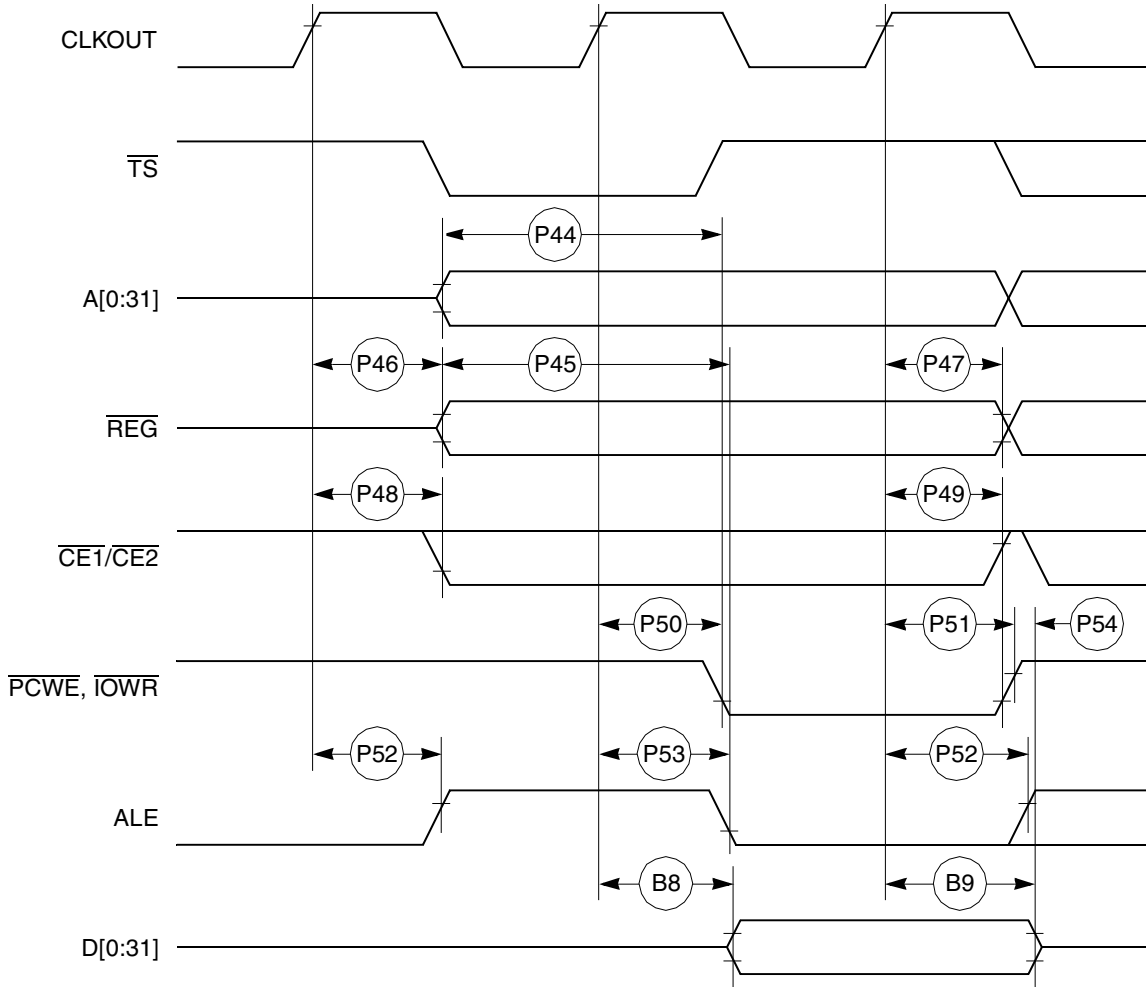 CLKOUT
TS
P44
A[0:31]
P46 P45 P47
REG
P48 P49
CE1/CE2
P50 P51 P54
PCWE, IOWR
P52 P53 P52
ALE
B8 B9
D[0:31]